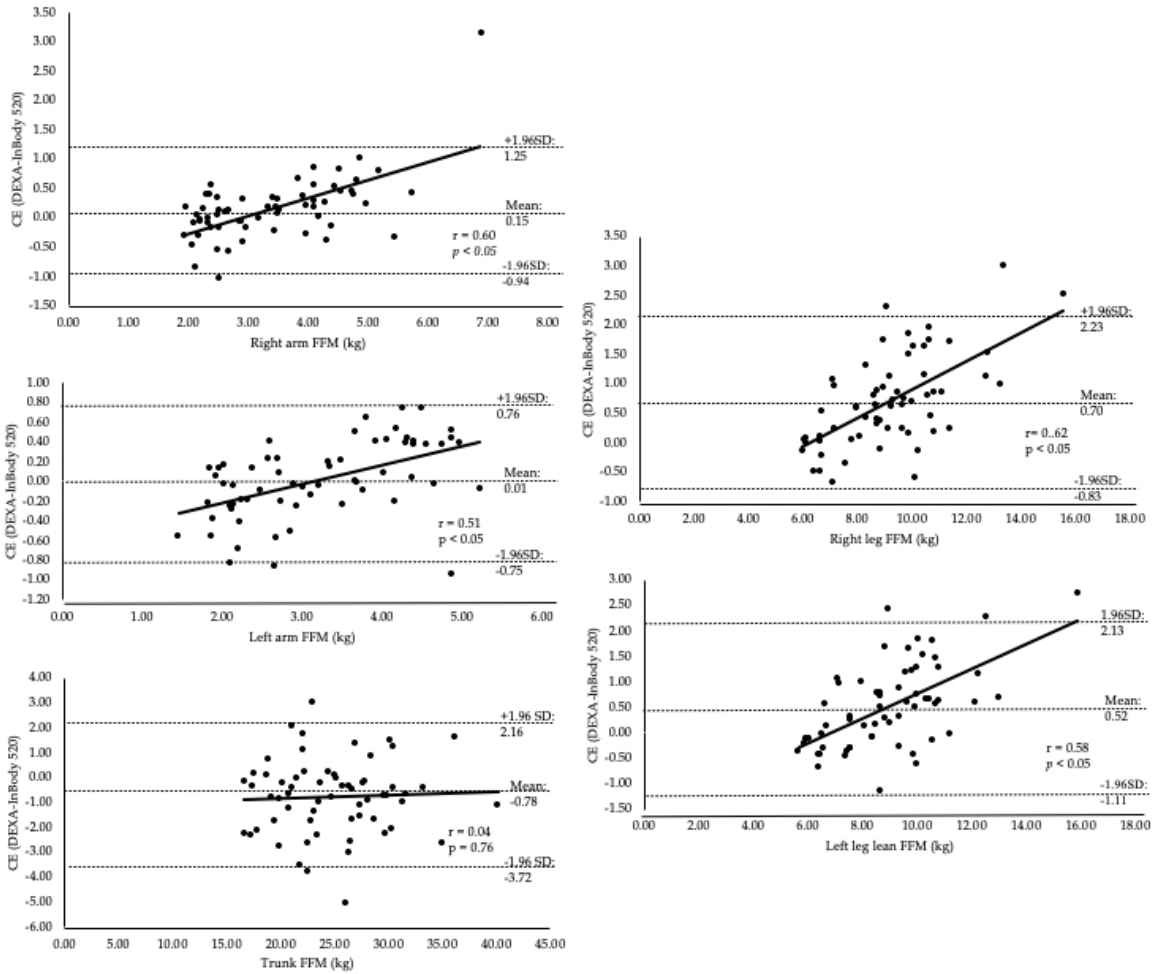 3.50
3.00
2.50
2.00
1.50
1.00
0.50
0.00
-0.50
-1.00
-1.50
CE (DEXA-InBody 520)
+1.96SD:
1.25
Mean:
0.15
r = 0.60
p < 0.05
-1.96SD:
-0.94
0.00 1.00 2.00 3.00 4.00 5.00 6.00 7.00 8.00
Right arm FFM (kg)
1.00
0.80
0.60
0.40
0.20
0.00
-0.20
-0.40
-0.60
-0.80
-1.00
-1.20
CE (DEXA-InBody 520)
+1.96SD:
0.76
Mean:
0.01
r = 0.51
p < 0.05
-1.96SD:
-0.75
0.00 1.00 2.00 3.00 4.00 5.00 6.00
Left arm FFM (kg)
4.00
3.00
2.00
1.00
0.00
-1.00
-2.00
-3.00
-4.00
-5.00
-6.00
CE (DEXA-InBody 520)
+1.96 SD:
2.16
Mean:
-0.78
r = 0.04
p = 0.76
-1.96 SD:
-3.72
0.00 5.00 10.00 15.00 20.00 25.00 30.00 35.00 40.00 45.00
Trunk FFM (kg)
3.50
3.00
2.50
2.00
1.50
1.00
0.50
0.00
-0.50
-1.00
CE (DEXA-InBody 520)
+1.96SD:
2.23
Mean:
0.70
r= 0..62
p < 0.05
-1.96SD:
-0.83
0.00 2.00 4.00 6.00 8.00 10.00 12.00 14.00 16.00 18.00
Right leg FFM (kg)
3.00
2.50
2.00
1.50
1.00
0.50
0.00
-0.50
-1.00
-1.50
CE (DEXA-InBody 520)
1.96SD:
2.13
Mean:
0.52
r = 0.58
p < 0.05
-1.96SD:
-1.11
0.00 2.00 4.00 6.00 8.00 10.00 12.00 14.00 16.00 18.00
Left leg lean FFM (kg)